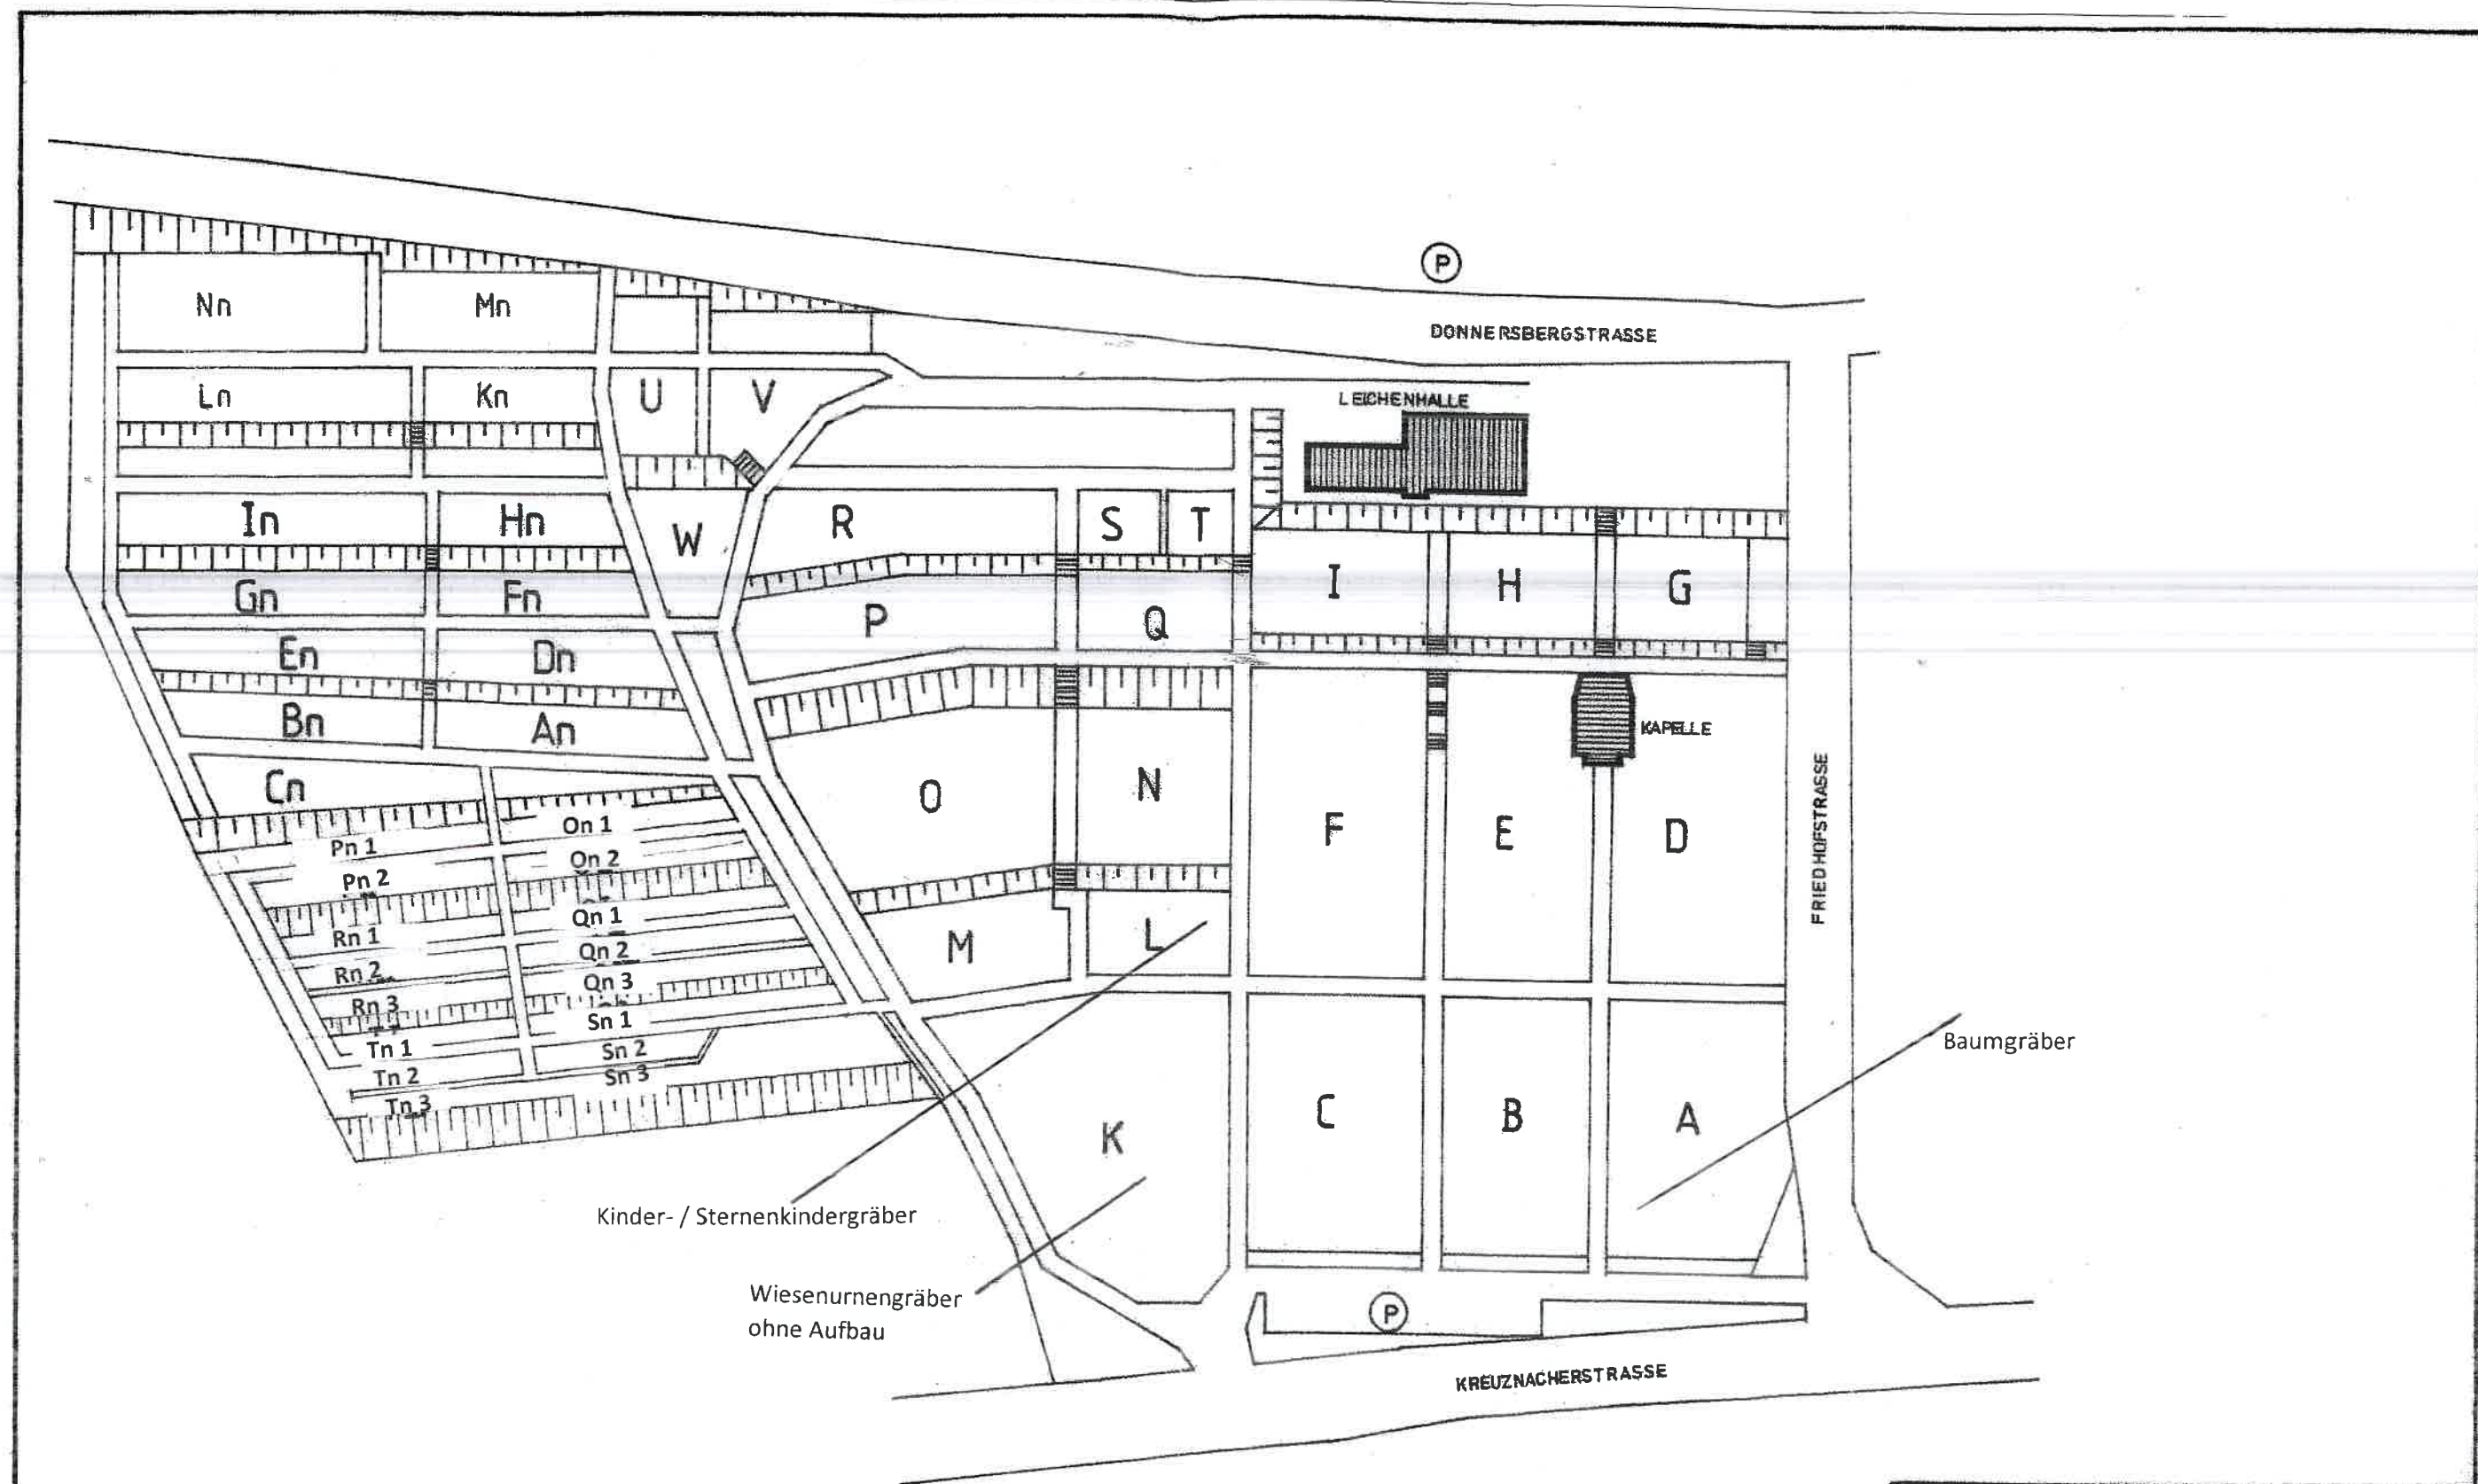 P
DONNERSBERGSTRASSE
Nn
Mn
LEICHENHALLE
Ln
Kn
U
V
In
Hn
W
R
S
T
Gn
Fn
P
Q
I
H
G
En
Dn
Bn
An
KAPELLE
Cn
O
N
F
E
D
FRIEDHOFSTRASSE
On 1
Pn 1
On 2
Pn 2
Qn 1
Rn 1
Qn 2
Rn 2
Qn 3
Rn 3
M
L
Sn 1
Tn 1
Sn 2
Tn 2
Sn 3
Tn 3
Baumgräber
K
C
B
A
Kinder- / Sternenkindergräber
Wiesenurnengräber
ohne Aufbau
P
KREUZNACHERSTRASSE